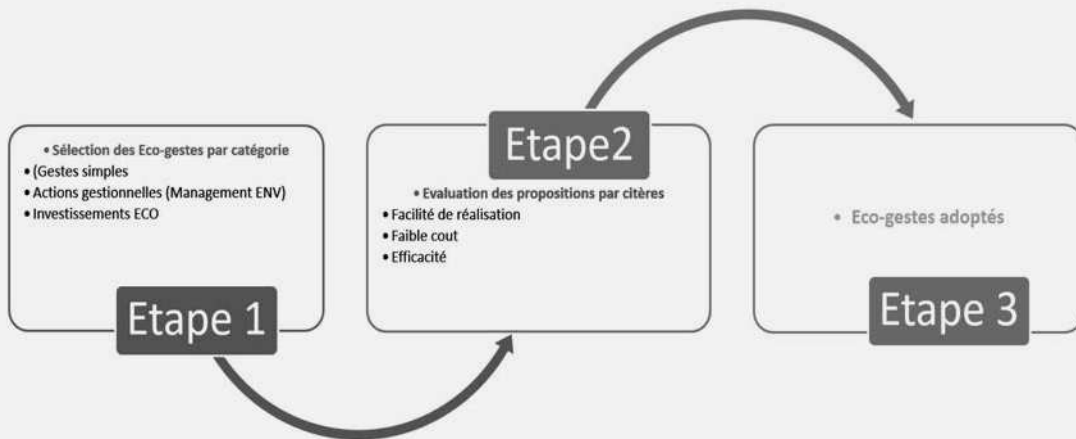 • Sélection des Eco-gestes par catégorie
• (Gestes simples
• Actions gestionnelles (Management ENV)
• Investissements ECO
Etape 1
Etape2
• Evaluation des propositions par citères
• Facilité de réalisation
• Faible cout
• Efficacité
• Eco-gestes adoptés
Etape 3